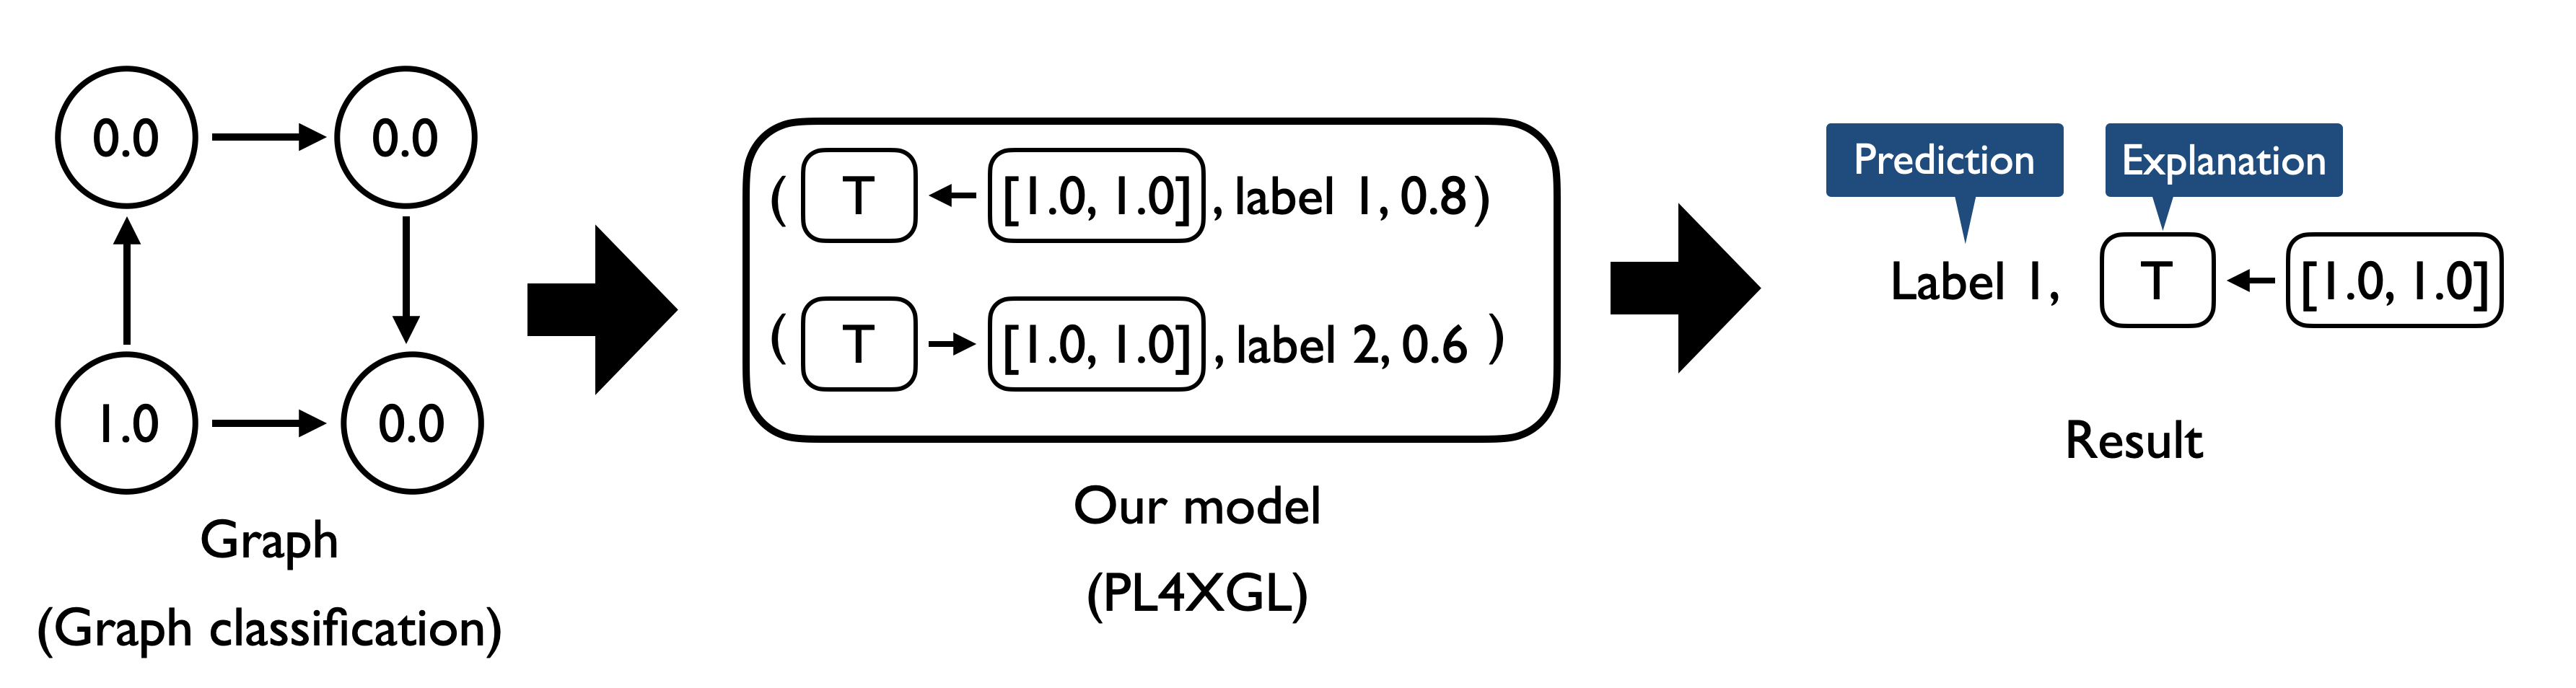 0.0 0.0
1.0 0.0
Graph
(Graph classification)
( T [1.0, 1.0] , label 1, 0.8)
( T [1.0, 1.0] , label 2, 0.6 )
Our model
(PL4XGL)
Prediction
Explanation
Label 1, T [1.0, 1.0]
Result